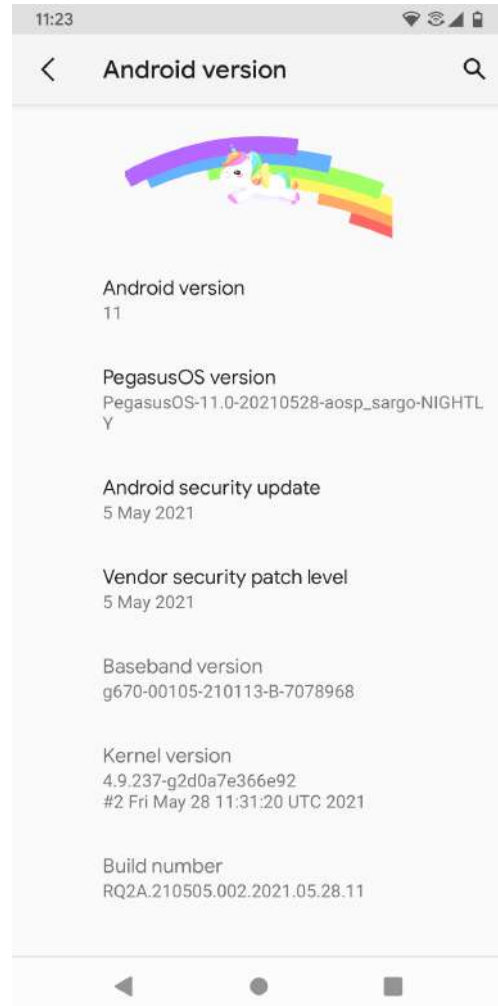 11:23
Android version
Android version
11
PegasusOS version
PegasusOS-11.0-20210528-aosp_sargo-NIGHTL
Y
Android security update
5 May 2021
Vendor security patch level
5 May 2021
Baseband version
g670-00105-210113-B-7078968
Kernel version
4.9.237-g2d0a7e366e92
#2 Fri May 28 11:31:20 UTC 2021
Build number
RQ2A.210505.002.2021.05.28.11